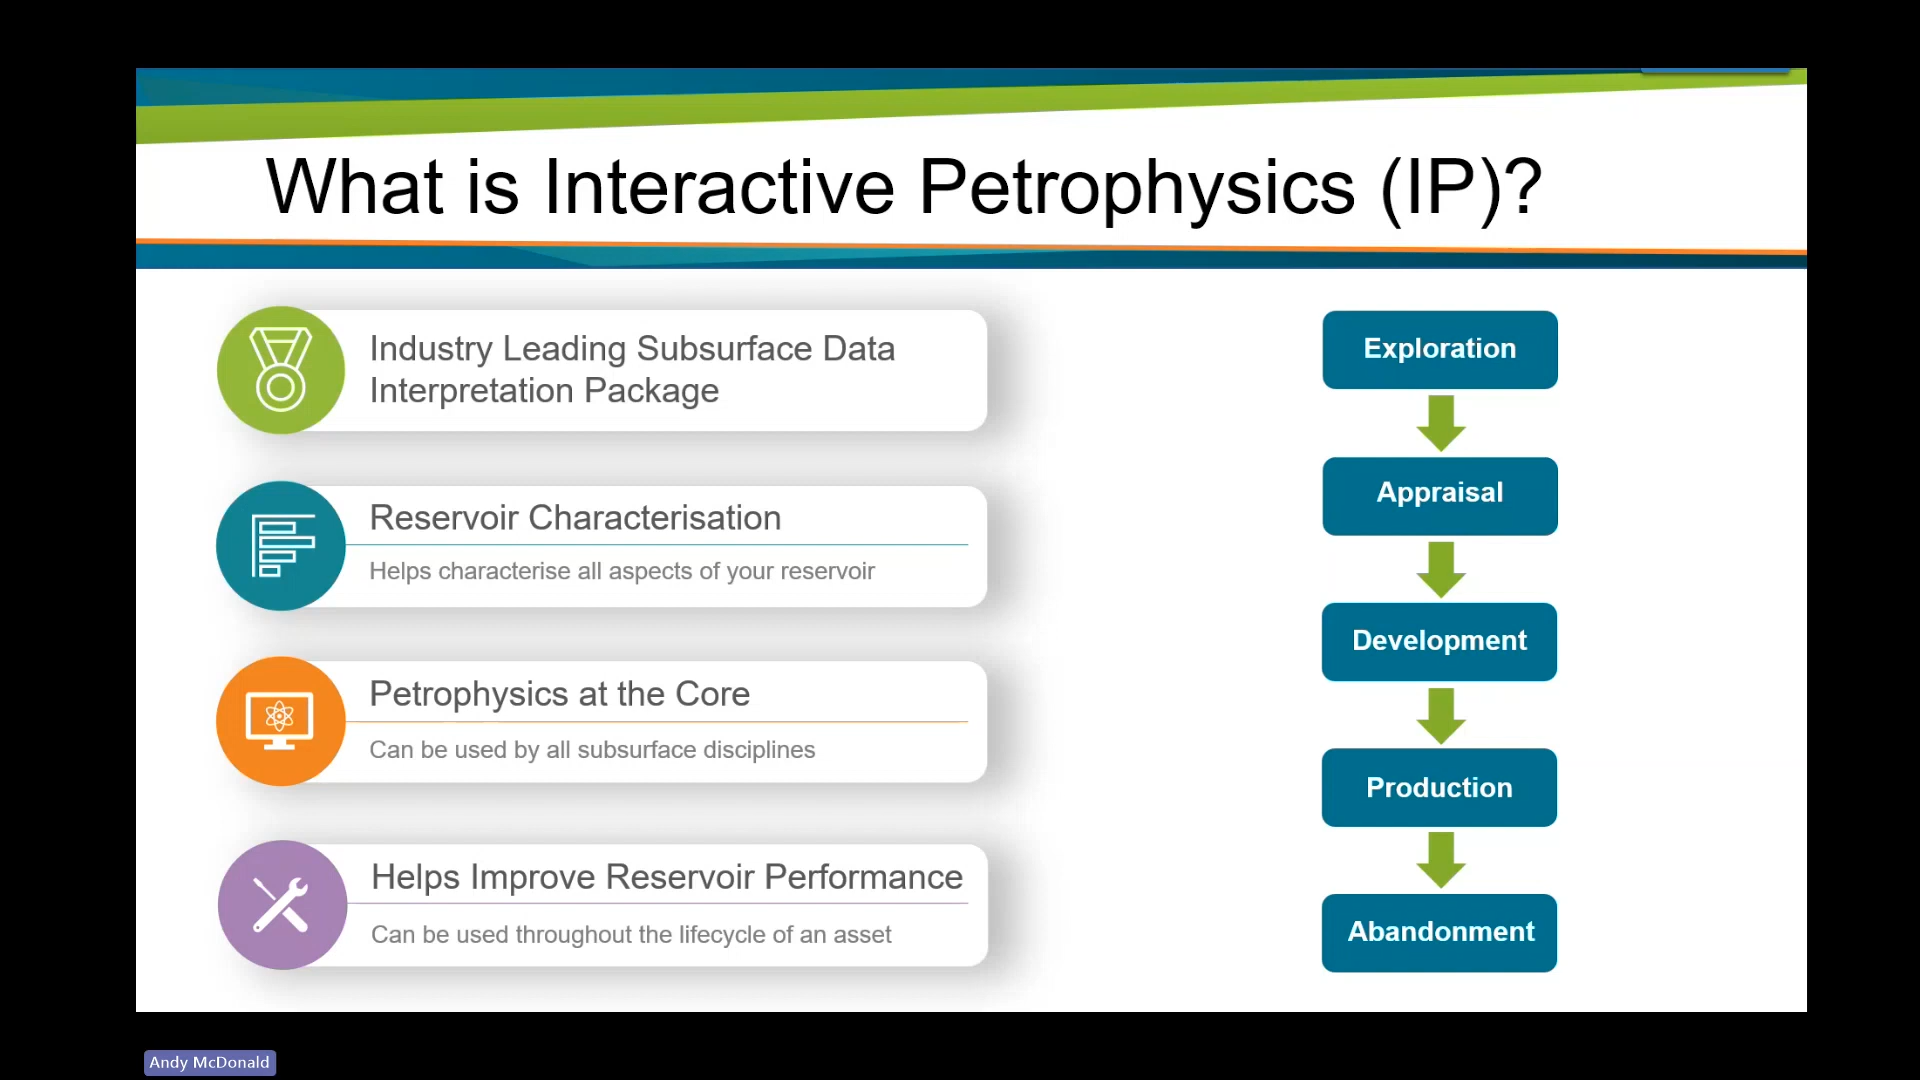 What is Interactive Petrophysics (IP)?
Industry Leading Subsurface Data
Interpretation Package
Reservoir Characterisation
Helps characterise all aspects of your reservoir
Petrophysics at the Core
Can be used by all subsurface disciplines
Helps Improve Reservoir Performance
Can be used throughout the lifecycle of an asset
Exploration
Appraisal
Development
Production
Abandonment
Andy McDonald